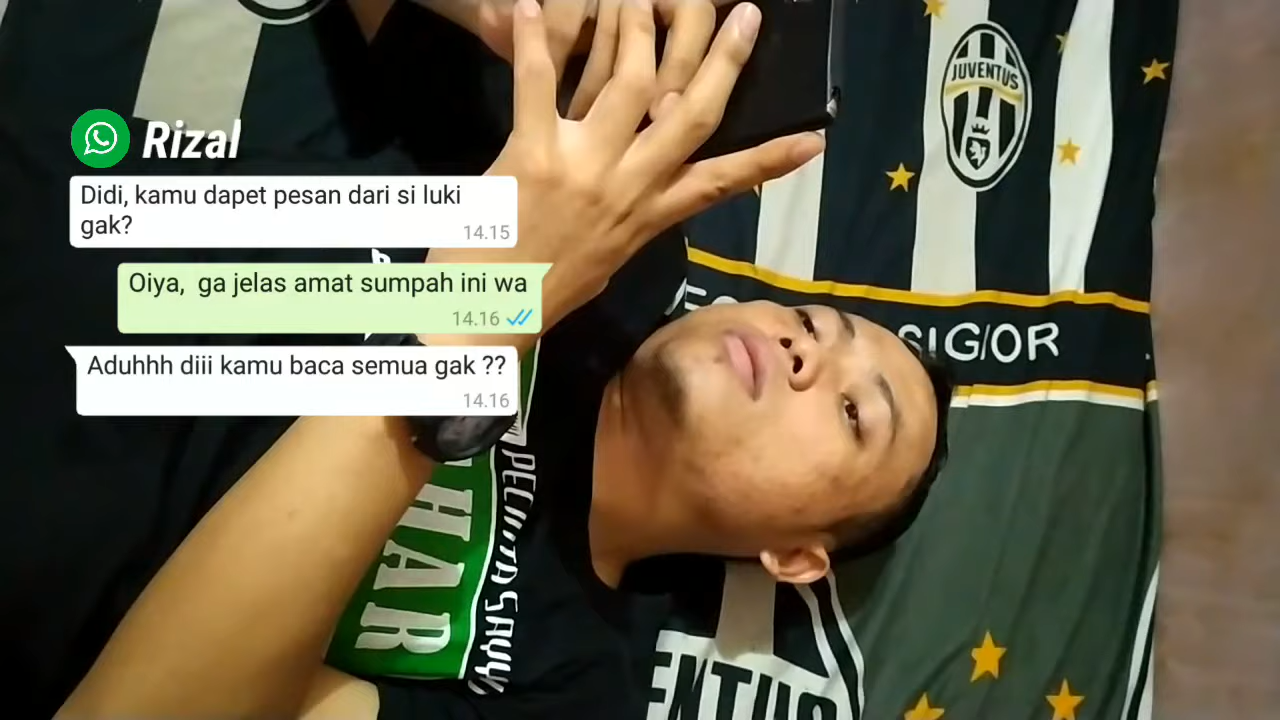 Rizal
Didi, kamu dapet pesan dari si luki
gak?
14.15
Oiya,  ga jelas amat sumpah ini wa
14.16
Aduhhh diii kamu baca semua gak ??
14.16
JUVENTUS
SIG/OR
HAR